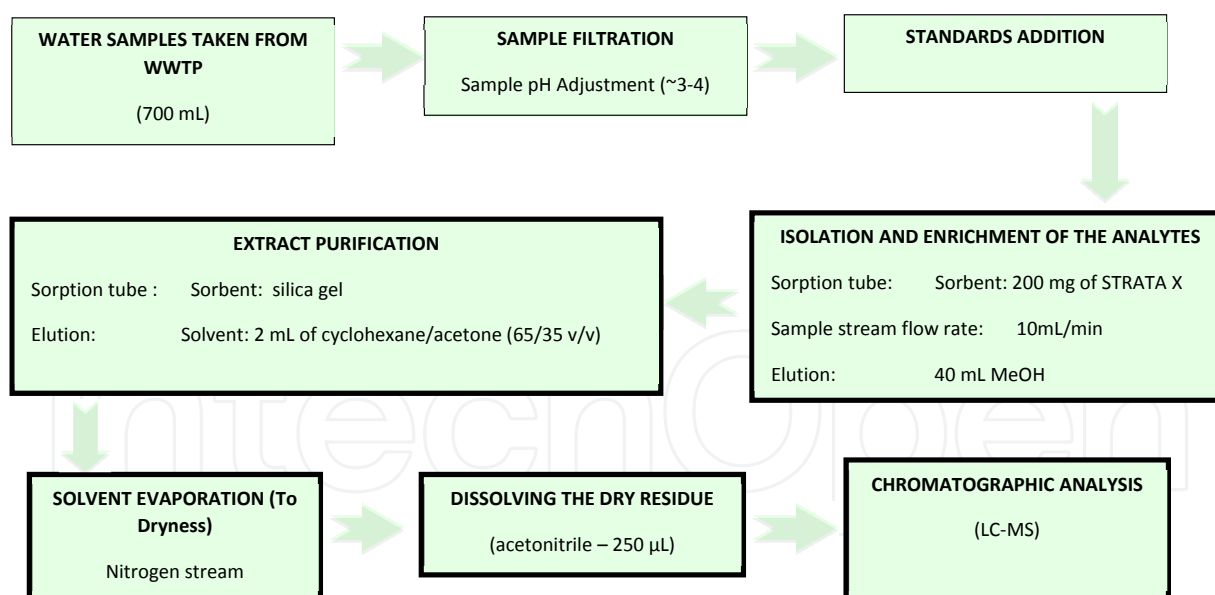 WATER SAMPLES TAKEN FROM
WWTP
(700 mL)
SAMPLE FILTRATION
Sample pH Adjustment (~3-4)
STANDARDS ADDITION
ISOLATION AND ENRICHMENT OF THE ANALYTES
Sorption tube: Sorbent: 200 mg of STRATA X
Sample stream flow rate: 10mL/min
Elution: 40 mL MeOH
EXTRACT PURIFICATION
Sorption tube : Sorbent: silica gel
Elution: Solvent: 2 mL of cyclohexane/acetone (65/35 v/v)
SOLVENT EVAPORATION (To
Dryness)
Nitrogen stream
DISSOLVING THE DRY RESIDUE
(acetonitrile – 250 µL)
CHROMATOGRAPHIC ANALYSIS
(LC-MS)
IntechOpen